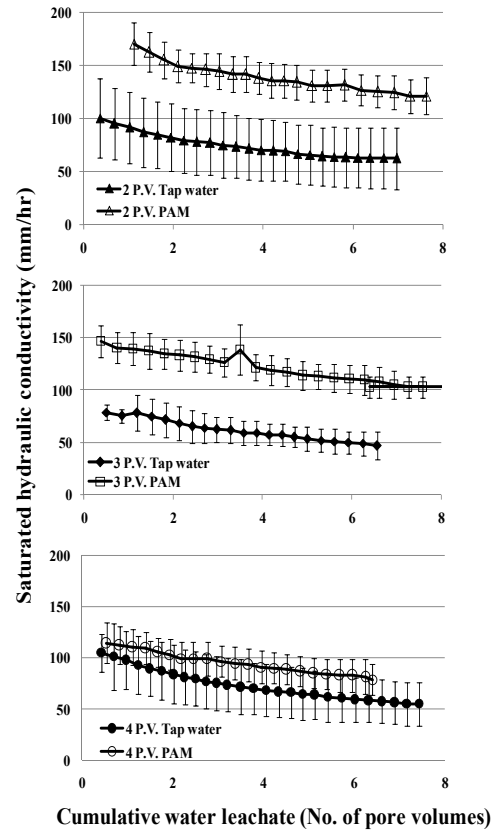 Saturated hydraulic conductivity (mm/hr)
200
150
100
50
0
2 P.V. Tap water
2 P.V. PAM
0 2 4 6 8
200
150
100
50
0
3 P.V. Tap water
3 P.V. PAM
0 2 4 6 8
200
150
100
50
0
4 P.V. Tap water
4 P.V. PAM
0 2 4 6 8
Cumulative water leachate (No. of pore volumes)